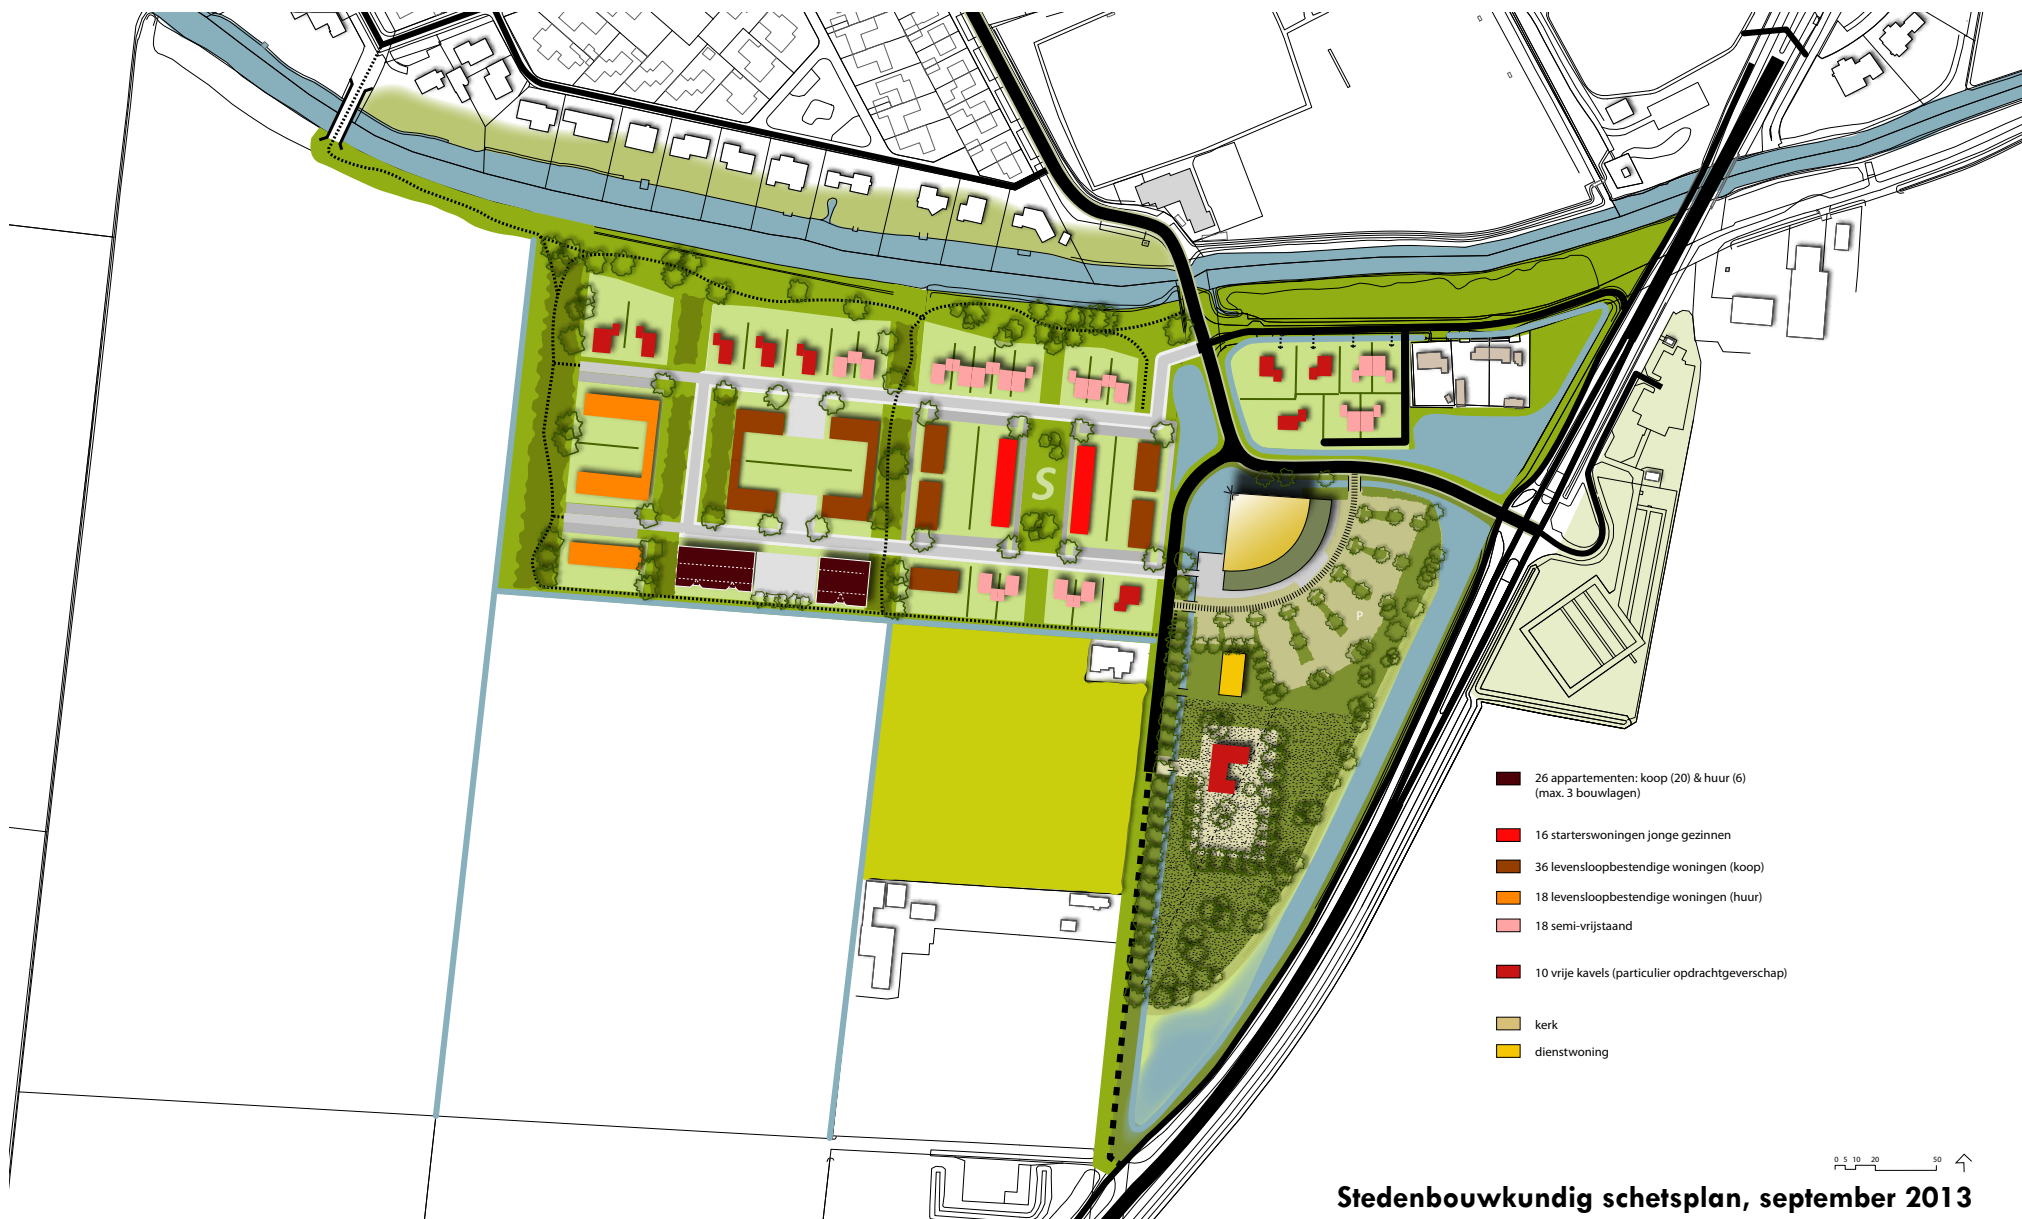 S
P
26 appartementen: koop (20) & huur (6)
(max. 3 bouwlagen)
16 starterswoningen jonge gezinnen
36 levensloopbestendige woningen (koop)
18 levensloopbestendige woningen (huur)
18 semi-vrijstaand
10 vrije kavels (particulier opdrachtgeverschap)
kerk
dienstwoning
0 5 10 20 50
Stedenbouwkundig schetsplan, september 2013